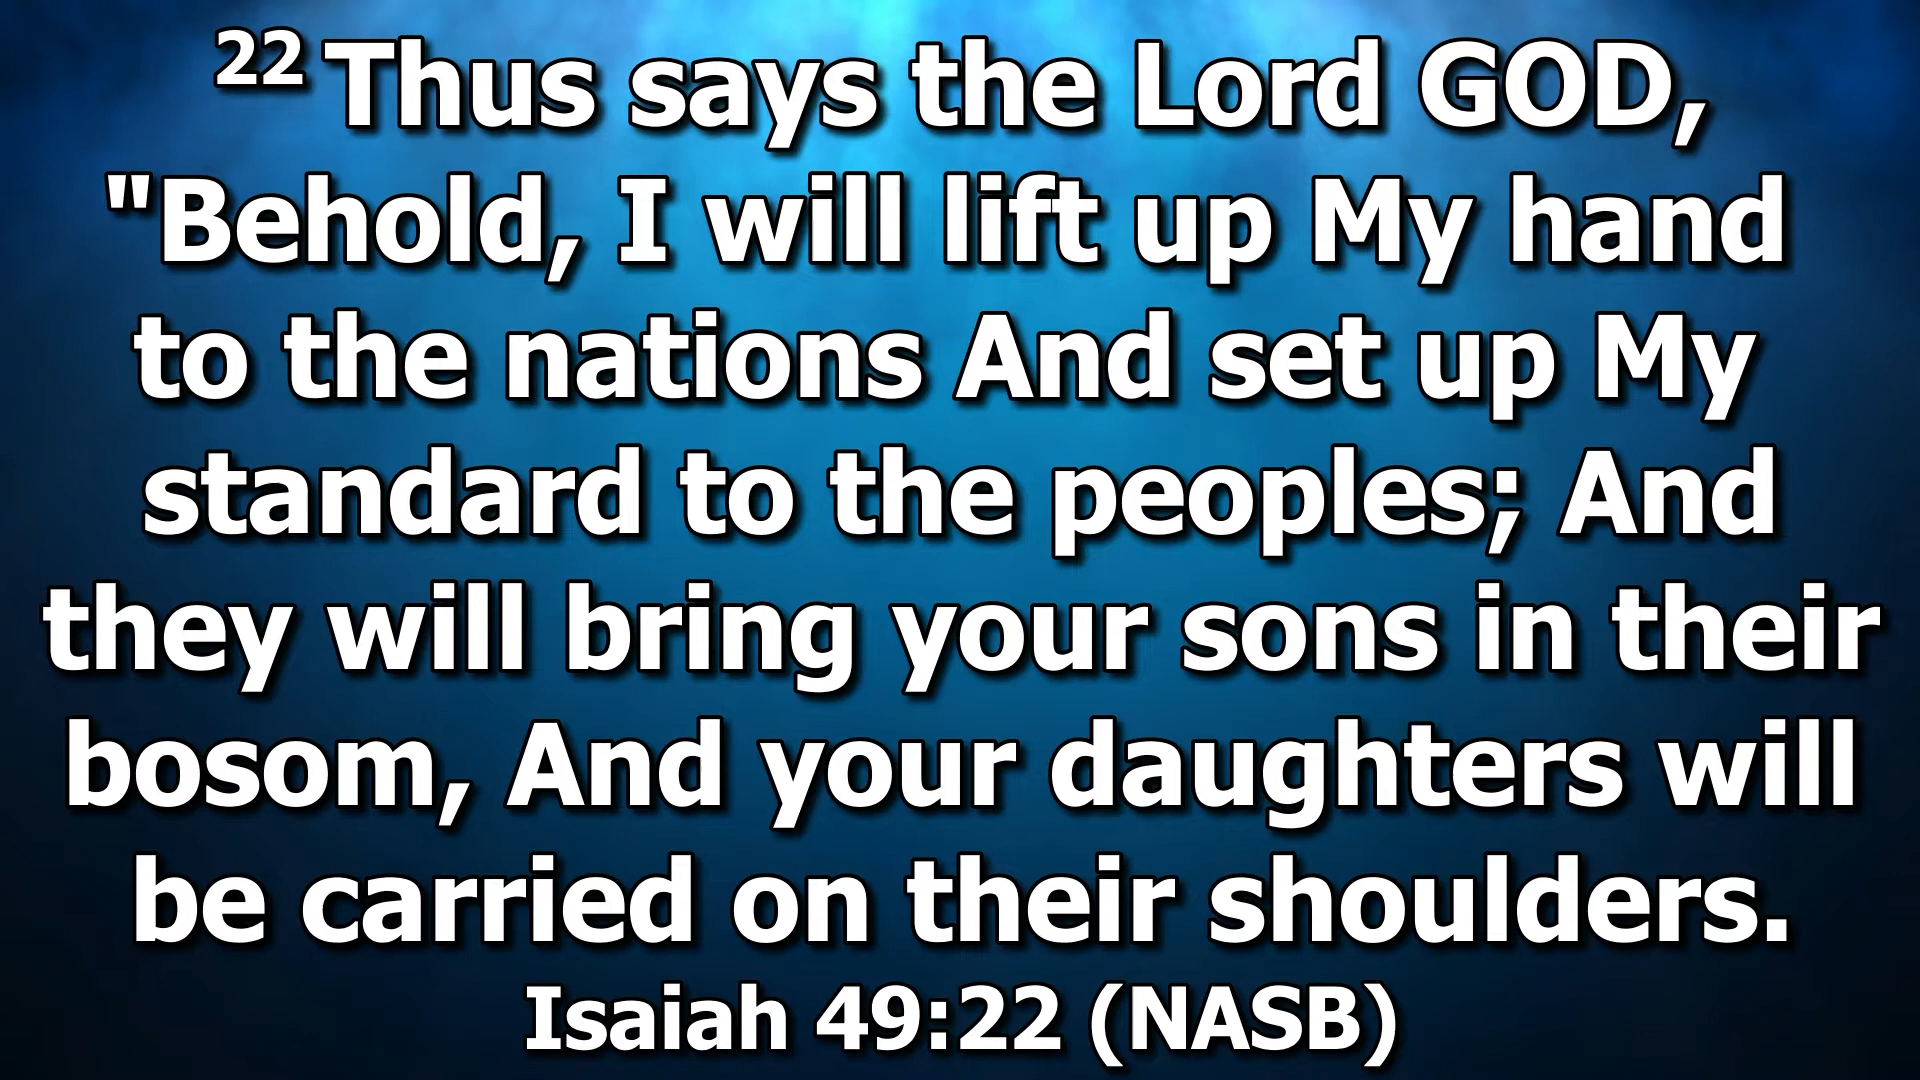 22 Thus says the Lord GOD,
"Behold, I will lift up My hand
to the nations And set up My
standard to the peoples; And
they will bring your sons in their
bosom, And your daughters will
be carried on their shoulders.
Isaiah 49:22 (NASB)